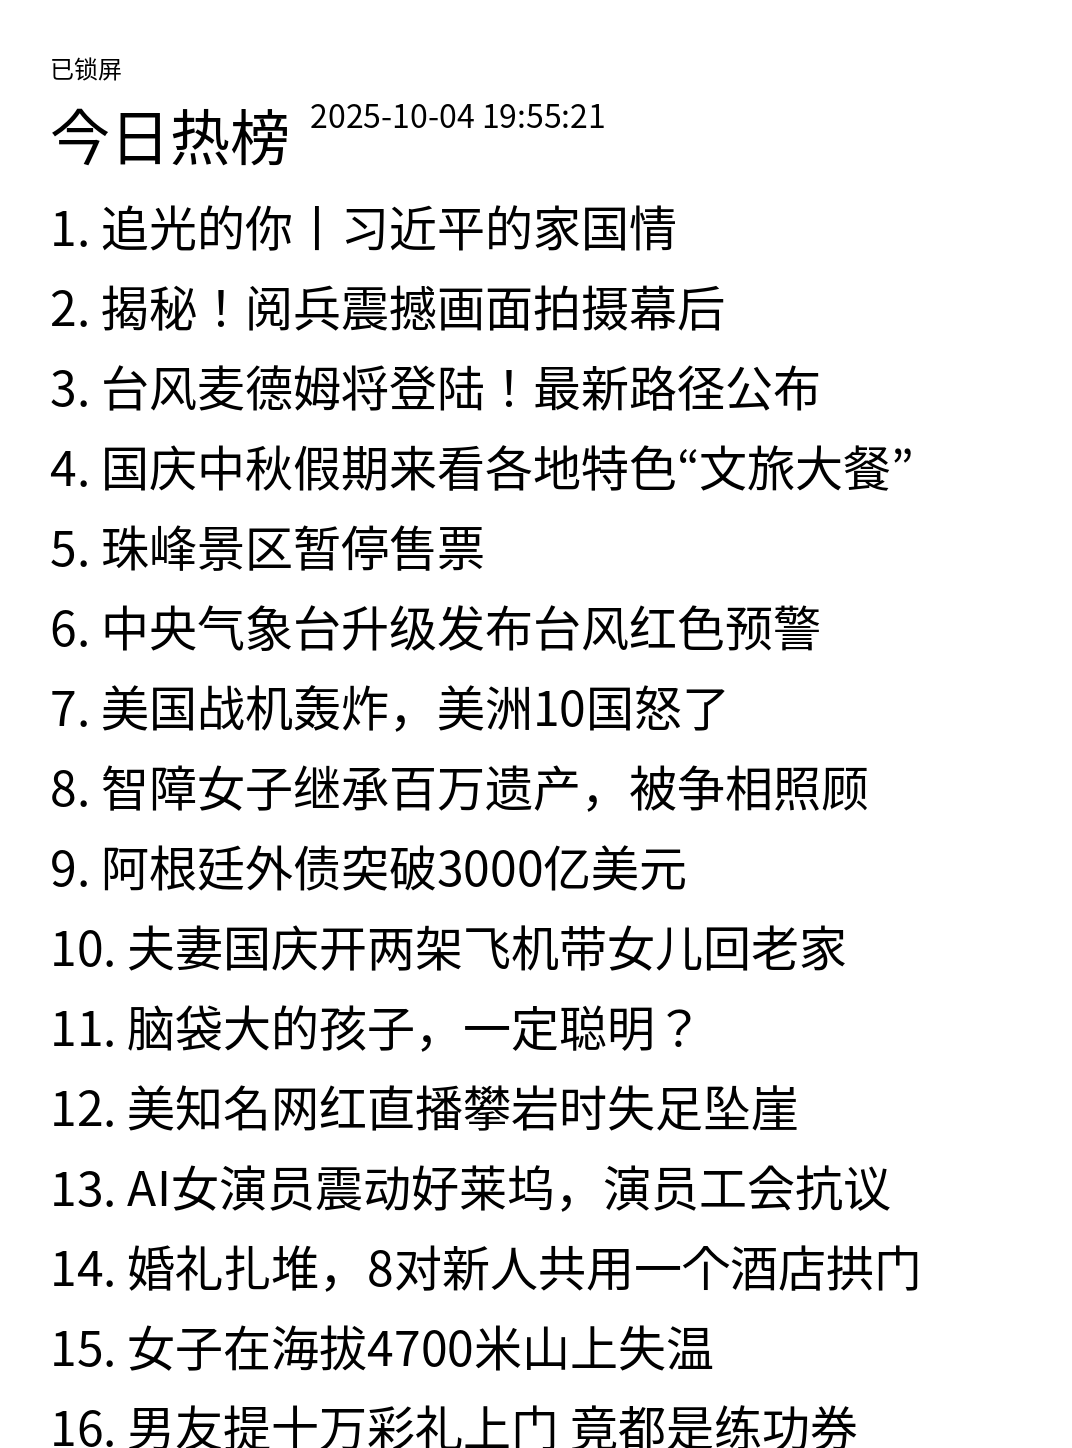 已锁屏
今日热榜 2025-10-04 19:55:21
1. 追光的你丨习近平的家国情
2. 揭秘！阅兵震撼画面拍摄幕后
3. 台风麦德姆将登陆！最新路径公布
4. 国庆中秋假期来看各地特色“文旅大餐”
5. 珠峰景区暂停售票
6. 中央气象台升级发布台风红色预警
7. 美国战机轰炸，美洲10国怒了
8. 智障女子继承百万遗产，被争相照顾
9. 阿根廷外债突破3000亿美元
10. 夫妻国庆开两架飞机带女儿回老家
11. 脑袋大的孩子，一定聪明？
12. 美知名网红直播攀岩时失足坠崖
13. AI女演员震动好莱坞，演员工会抗议
14. 婚礼扎堆，8对新人共用一个酒店拱门
15. 女子在海拔4700米山上失温
16. 男友提十万彩礼上门 竟都是练功券